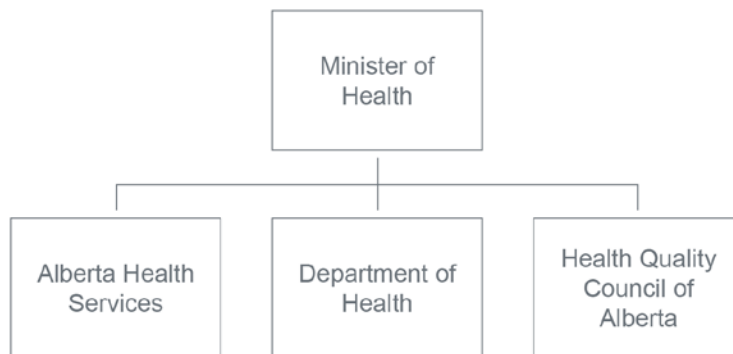 Minister of
Health
Alberta Health
Services
Department of
Health
Health Quality
Council of
Alberta